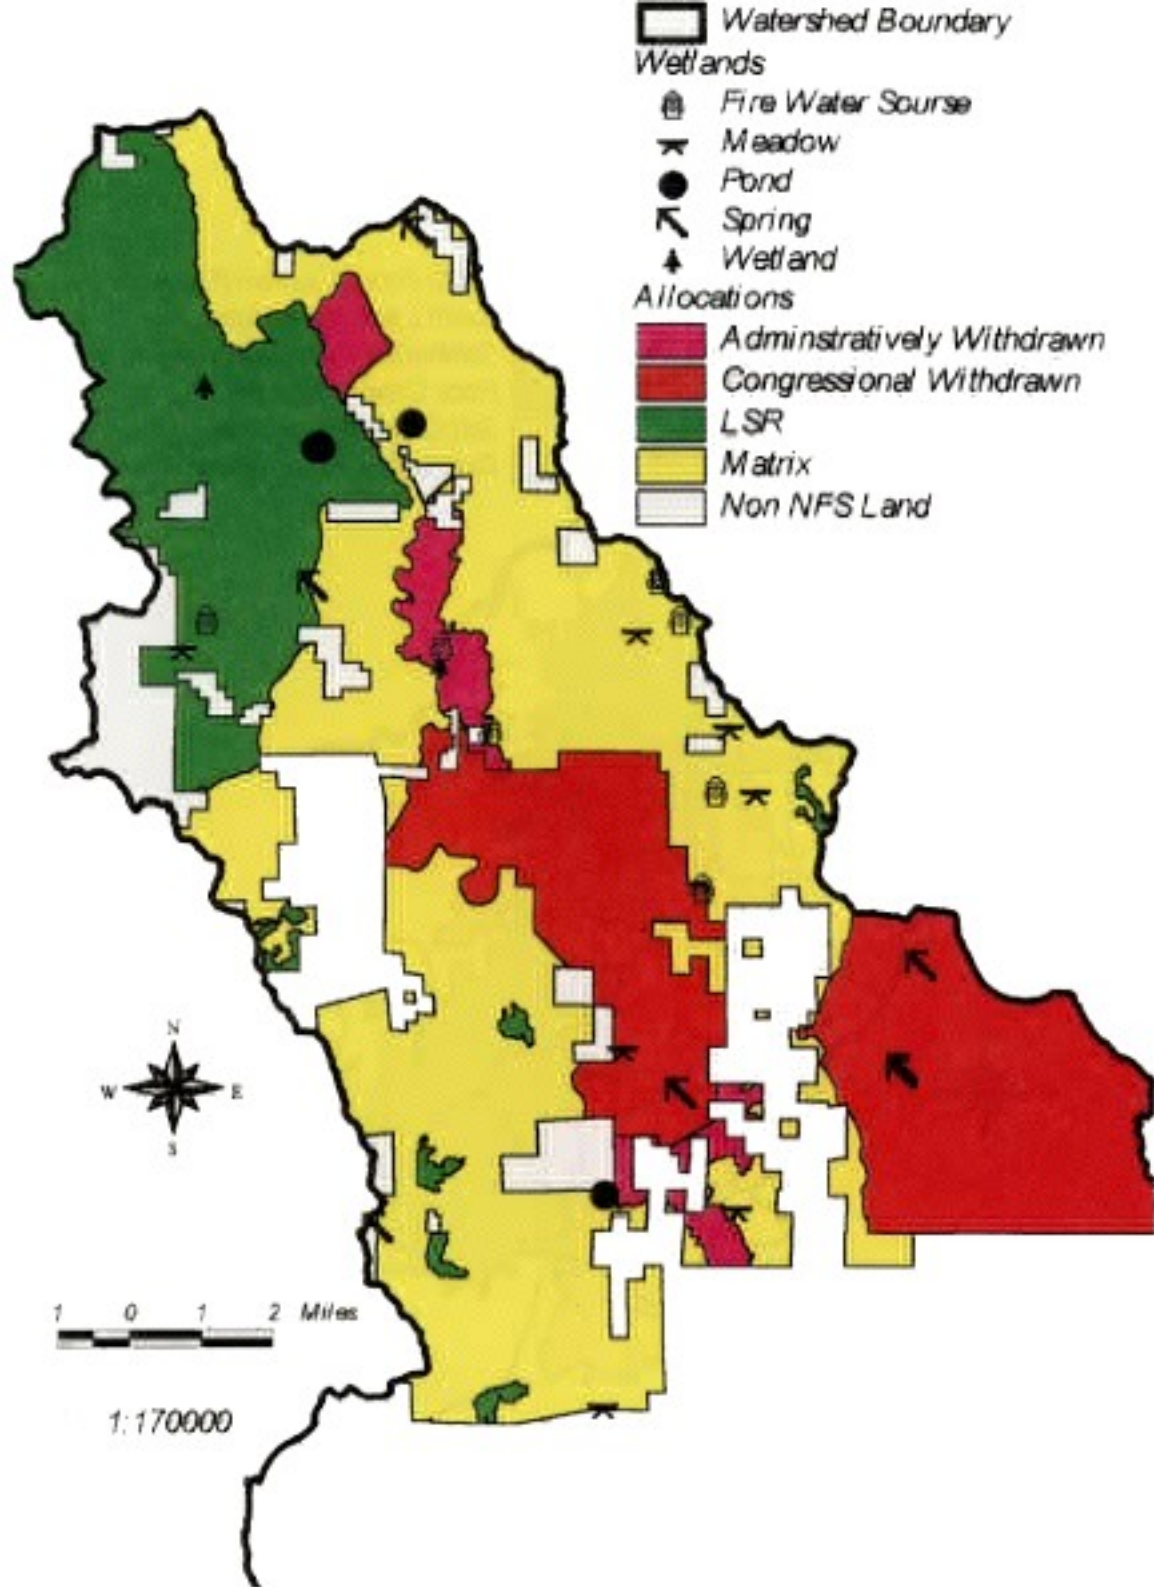 Watershed Boundary
Wetlands
Fire Water Sourse
Meadow
Pond
Spring
Wetland
Allocations
Adminstratively Withdrawn
Congressional Withdrawn
LSR
Matrix
Non NFS Land
N
W E
S
1 0 1 2 Miles
1:170000